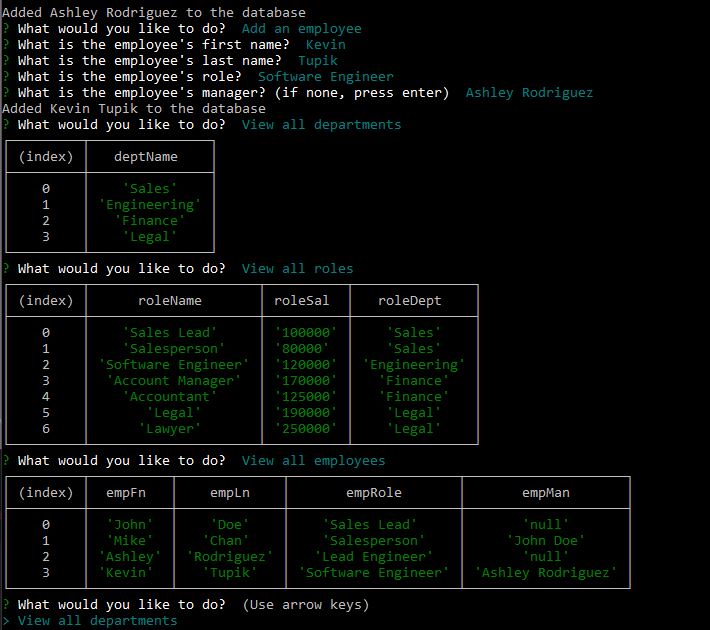 Added Ashley Rodriguez to the database
? What would you like to do? Add an employee
? What is the employee's first name? Kevin
? What is the employee's last name? Tupik
? What is the employee's role? Software Engineer
? What is the employee's manager? (if none, press enter) Ashley Rodriguez
Added Kevin Tupik to the database
? What would you like to do? View all departments
(index) deptName
0 'Sales'
1 'Engineering'
2 'Finance'
3 'Legal'
? What would you like to do? View all roles
(index) roleName roleSal roleDept
0 'Sales Lead' '100000' 'Sales'
1 'Salesperson' '80000' 'Sales'
2 'Software Engineer' '120000' 'Engineering'
3 'Account Manager' '170000' 'Finance'
4 'Accountant' '125000' 'Finance'
5 'Legal' '190000' 'Legal'
6 'Lawyer' '250000' 'Legal'
? What would you like to do? View all employees
(index) empFn empLn empRole empMan
0 'John' 'Doe' 'Sales Lead' 'null'
1 'Mike' 'Chan' 'Salesperson' 'John Doe'
2 'Ashley' 'Rodriguez' 'Lead Engineer' 'null'
3 'Kevin' 'Tupik' 'Software Engineer' 'Ashley Rodriguez'
? What would you like to do? (Use arrow keys)
> View all departments